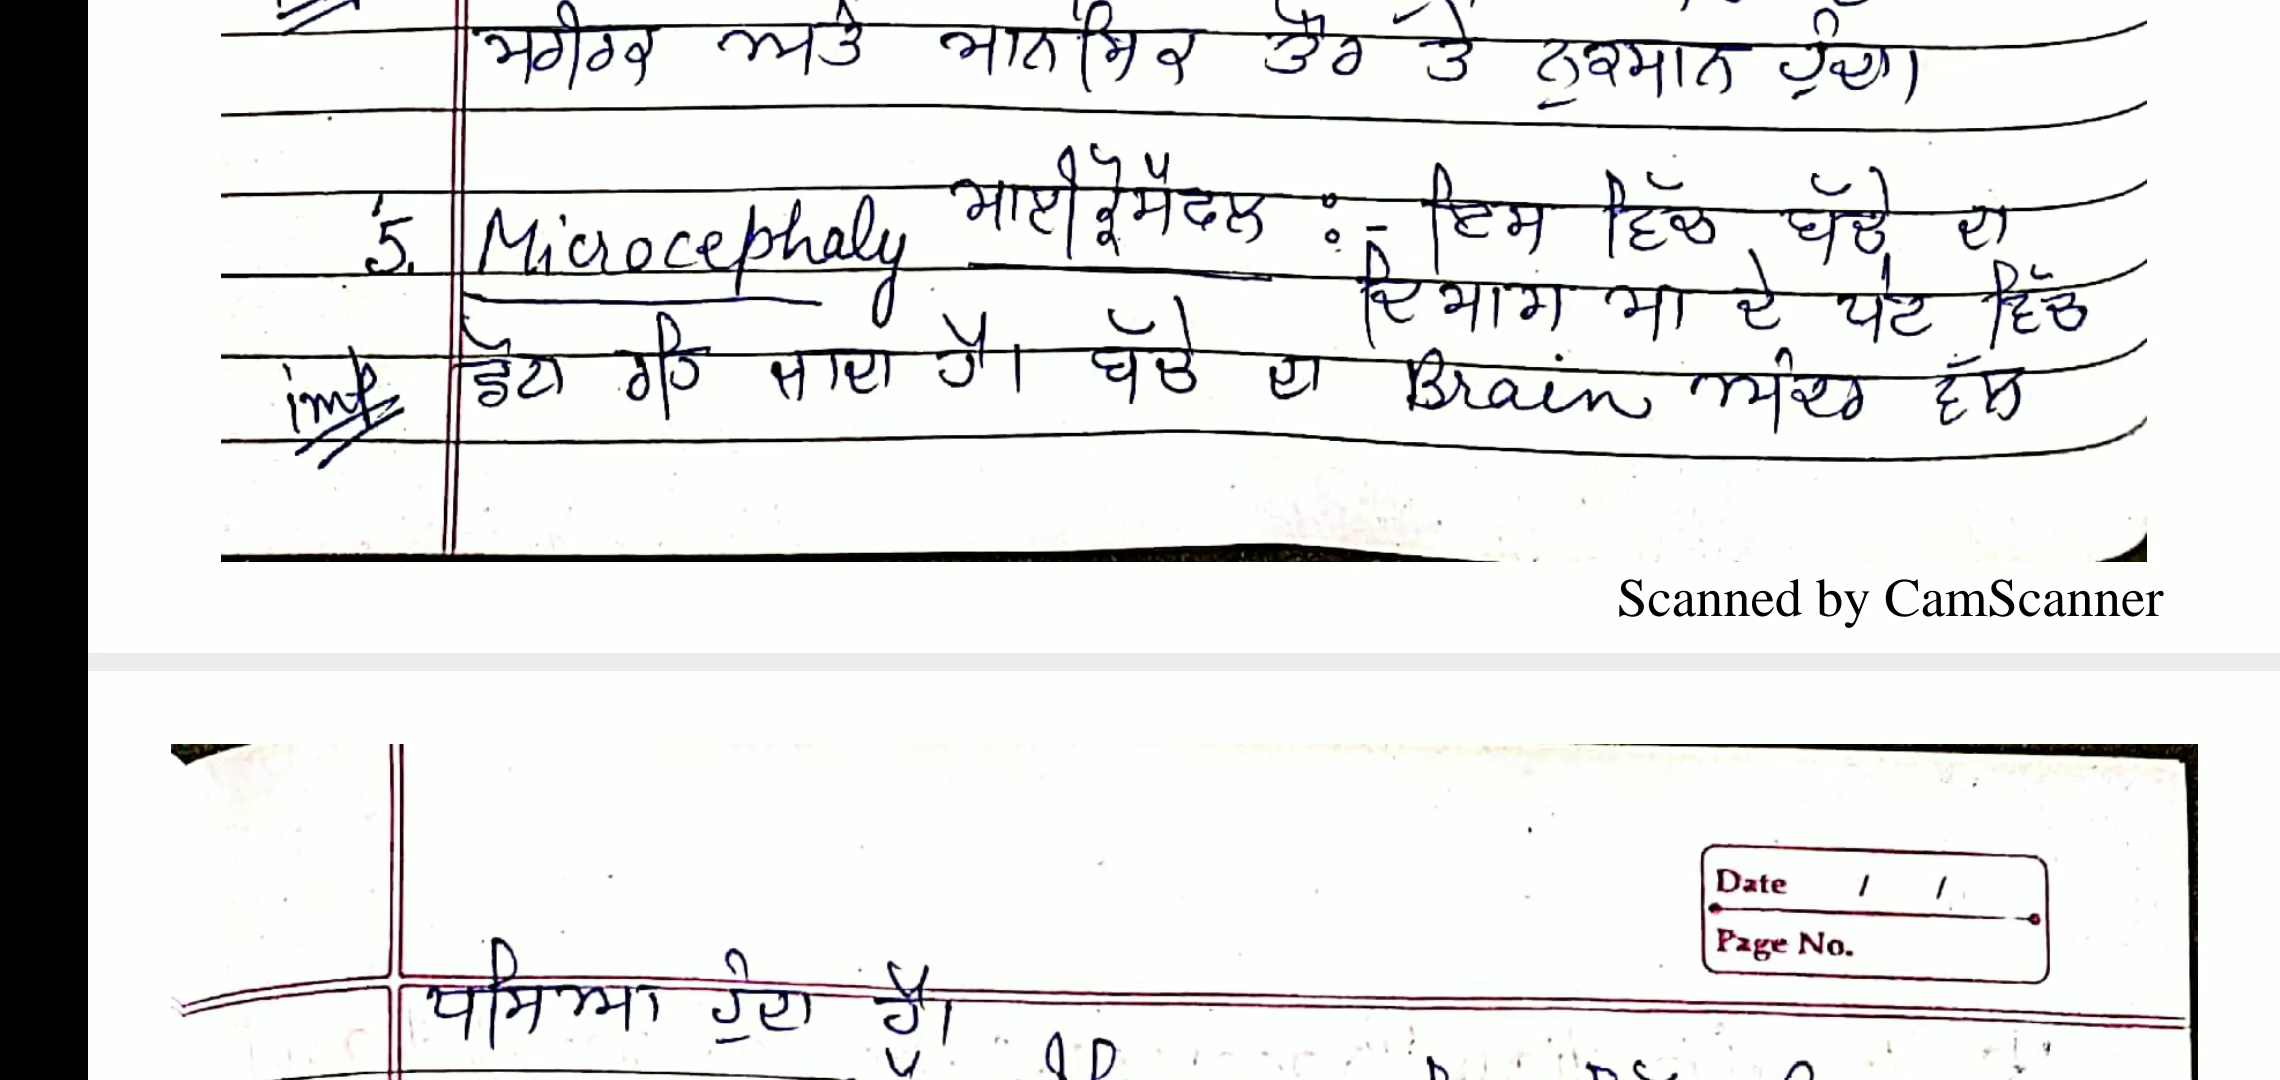 ਸਰੀਰਕ ਅਤੇ ਮਾਨਸਿਕ ਤੌਰ ਤੇ ਨੁਕਸਾਨ ਹੁੰਦਾ।
5. Microcephaly ਮਾਈਕ੍ਰੋਸੈਫਲ :- ਇਸ ਵਿੱਚ ਬੱਚੇ ਦਾ
ਦਿਮਾਗ ਮਾ ਦੇ ਪੇਟ ਵਿੱਚ
imp ਛੋਟਾ ਰਹਿ ਜਾਦਾ ਹੈ। ਬੱਚੇ ਦਾ Brain ਅੰਦਰ ਵੱਲ
Scanned by CamScanner
Date / /
Page No.
ਧਸਿਆ ਹੁੰਦਾ ਹੈ।